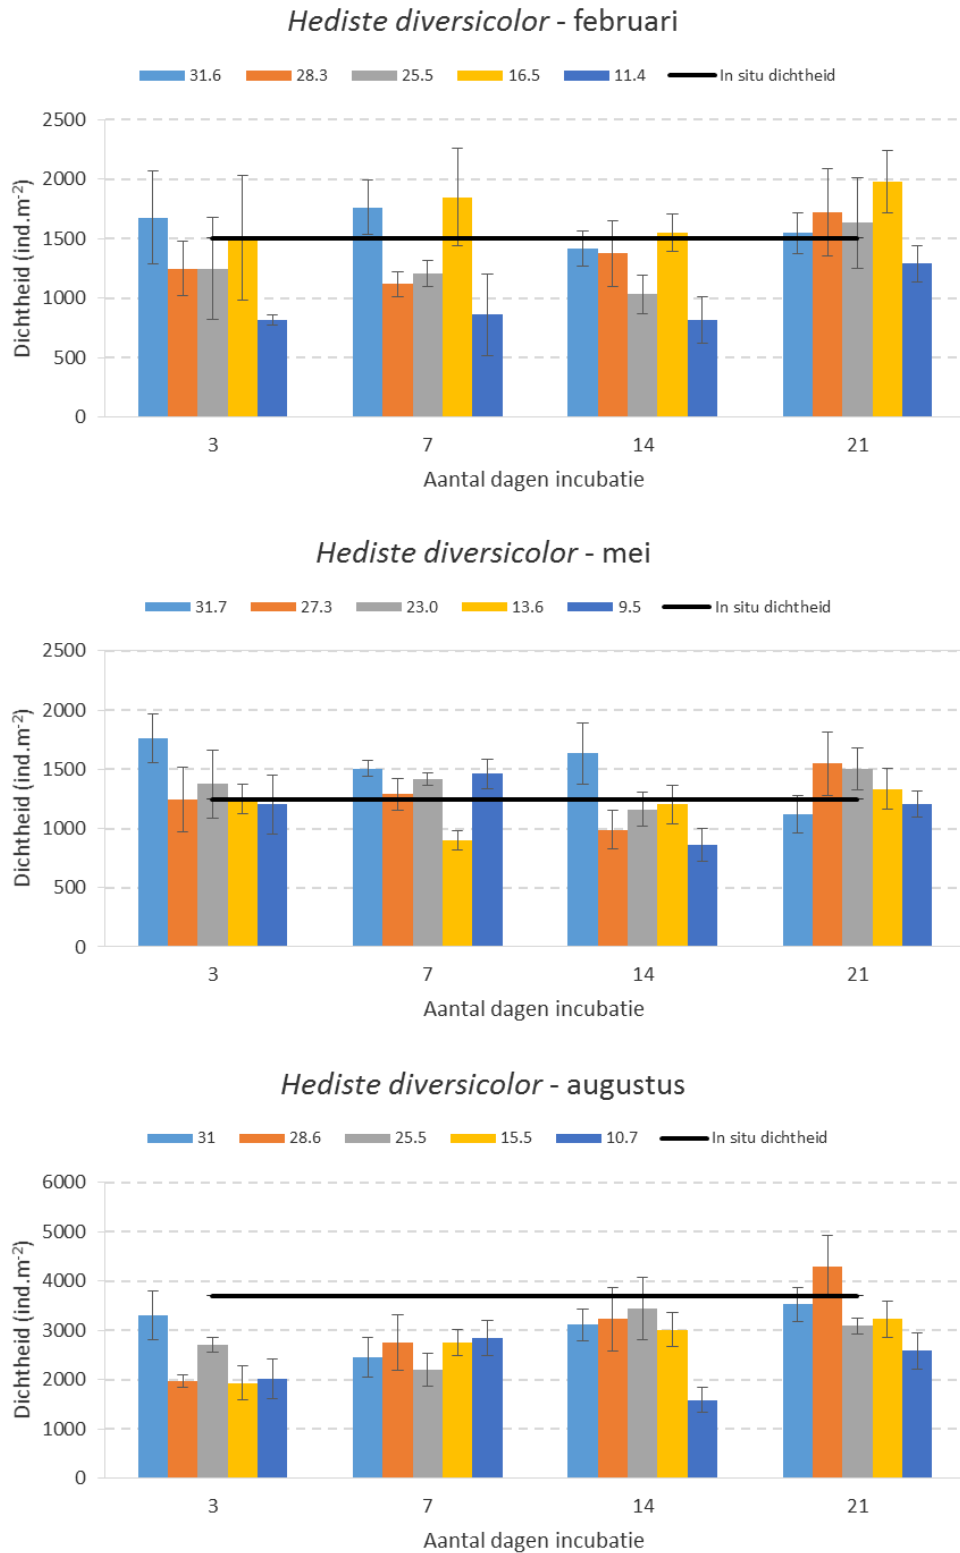 Hediste diversicolor - februari
31.6 28.3 25.5 16.5 11.4 In situ dichtheid
Dichtheid (ind.m-2)
2500
2000
1500
1000
500
0
3 7 14 21
Aantal dagen incubatie
Hediste diversicolor - mei
31.7 27.3 23.0 13.6 9.5 In situ dichtheid
Dichtheid (ind.m-2)
2500
2000
1500
1000
500
0
3 7 14 21
Aantal dagen incubatie
Hediste diversicolor - augustus
31 28.6 25.5 15.5 10.7 In situ dichtheid
Dichtheid (ind.m-2)
6000
5000
4000
3000
2000
1000
0
3 7 14 21
Aantal dagen incubatie